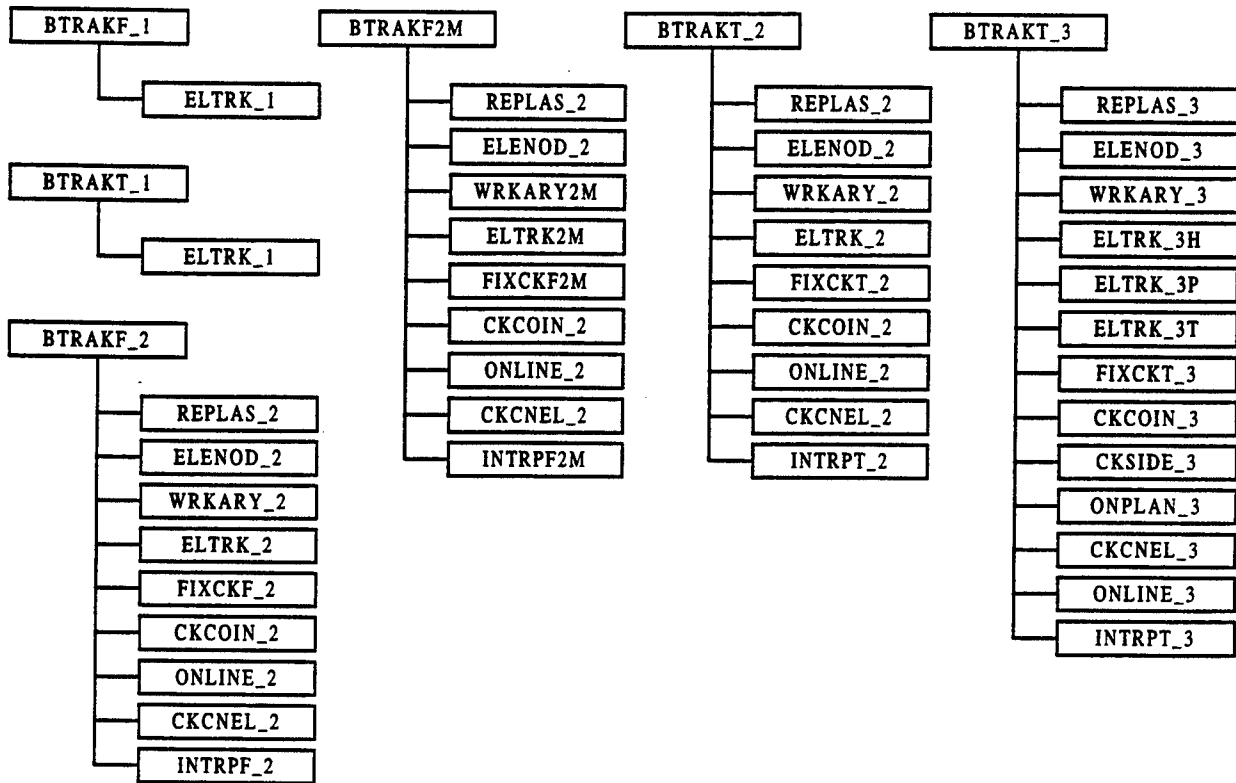 BTRAKF_1
ELTRK_1
BTRAKT_1
ELTRK_1
BTRAKF_2
REPLAS_2
ELENOD_2
WRKARY_2
ELTRK_2
FIXCKF_2
CKCOIN_2
ONLINE_2
CKCNEL_2
INTRPF_2
BTRAKF2M
REPLAS_2
ELENOD_2
WRKARY2M
ELTRK2M
FIXCKF2M
CKCOIN_2
ONLINE_2
CKCNEL_2
INTRPF2M
BTRAKT_2
REPLAS_2
ELENOD_2
WRKARY_2
ELTRK_2
FIXCKT_2
CKCOIN_2
ONLINE_2
CKCNEL_2
INTRPT_2
BTRAKT_3
REPLAS_3
ELENOD_3
WRKARY_3
ELTRK_3H
ELTRK_3P
ELTRK_3T
FIXCKT_3
CKCOIN_3
CKSIDE_3
ONPLAN_3
CKCNEL_3
ONLINE_3
INTRPT_3